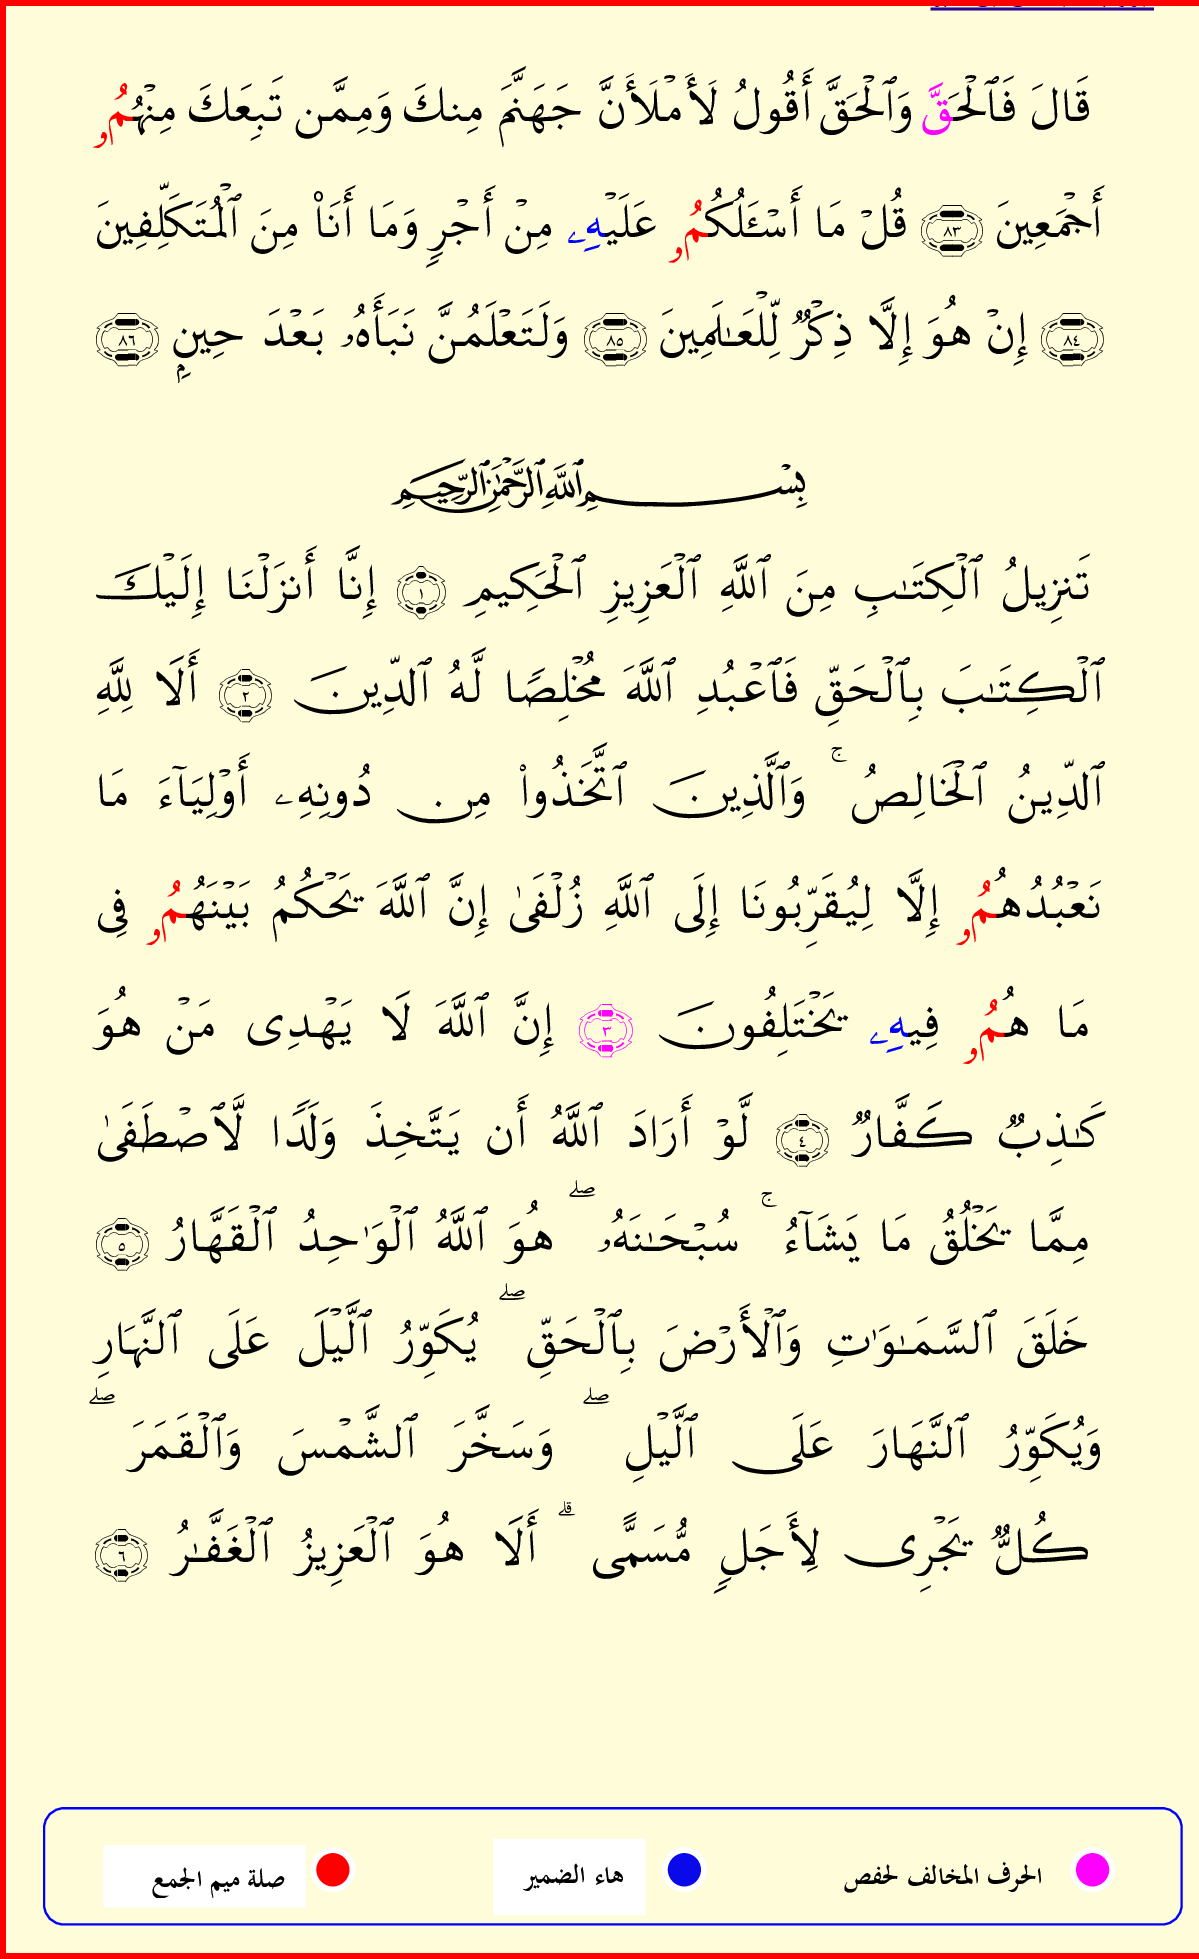 قَالَ فَٱلْحَقَّ وَٱلْحَقَّ أَقُولُ لَأَمْلَأَنَّ جَهَنَّمَ مِنكَ وَمِمَّن تَبِعَكَ مِنْهُمُۥ
أَجْمَعِينَ ٨٣ قُلْ مَا أَسْـَٔلُكُمُۥ عَلَيْهِۦ مِنْ أَجْرٍ وَمَا أَنَا۠ مِنَ ٱلْمُتَكَلِّفِينَ
٨٤ إِنْ هُوَ إِلَّا ذِكْرٌ لِّلْعَـٰلَمِينَ ٨٥ وَلَتَعْلَمُنَّ نَبَأَهُۥ بَعْدَ حِينٍۭ ٨٦
بِسْمِ ٱللَّهِ ٱلرَّحْمَـٰنِ ٱلرَّحِيمِ
تَنزِيلُ ٱلْكِتَـٰبِ مِنَ ٱللَّهِ ٱلْعَزِيزِ ٱلْحَكِيمِ ١ إِنَّا أَنزَلْنَا إِلَيْكَ
ٱلْكِتَـٰبَ بِٱلْحَقِّ فَٱعْبُدِ ٱللَّهَ مُخْلِصًا لَّهُ ٱلدِّينَ ٢ أَلَا لِلَّهِ
ٱلدِّينُ ٱلْخَالِصُ ۚ وَٱلَّذِينَ ٱتَّخَذُوا۟ مِن دُونِهِۦ أَوْلِيَآءَ مَا
نَعْبُدُهُمُۥ إِلَّا لِيُقَرِّبُونَا إِلَى ٱللَّهِ زُلْفَىٰ إِنَّ ٱللَّهَ يَحْكُمُ بَيْنَهُمُۥ فِى
مَا هُمُۥ فِيهِۦ يَخْتَلِفُونَ ٣ إِنَّ ٱللَّهَ لَا يَهْدِى مَنْ هُوَ
كَـٰذِبٌ كَفَّارٌ ٤ لَّوْ أَرَادَ ٱللَّهُ أَن يَتَّخِذَ وَلَدًا لَّٱصْطَفَىٰ
مِمَّا يَخْلُقُ مَا يَشَآءُ ۚ سُبْحَـٰنَهُۥ ۖ هُوَ ٱللَّهُ ٱلْوَٰحِدُ ٱلْقَهَّارُ ٥
خَلَقَ ٱلسَّمَـٰوَٰتِ وَٱلْأَرْضَ بِٱلْحَقِّ ۖ يُكَوِّرُ ٱلَّيْلَ عَلَى ٱلنَّهَارِ
وَيُكَوِّرُ ٱلنَّهَارَ عَلَى ٱلَّيْلِ ۖ وَسَخَّرَ ٱلشَّمْسَ وَٱلْقَمَرَ ۖ
كُلٌّ يَجْرِى لِأَجَلٍ مُّسَمًّى ۗ أَلَا هُوَ ٱلْعَزِيزُ ٱلْغَفَّـٰرُ ٦
الحرف المخالف لحفص هاء الضمير صلة ميم الجمع